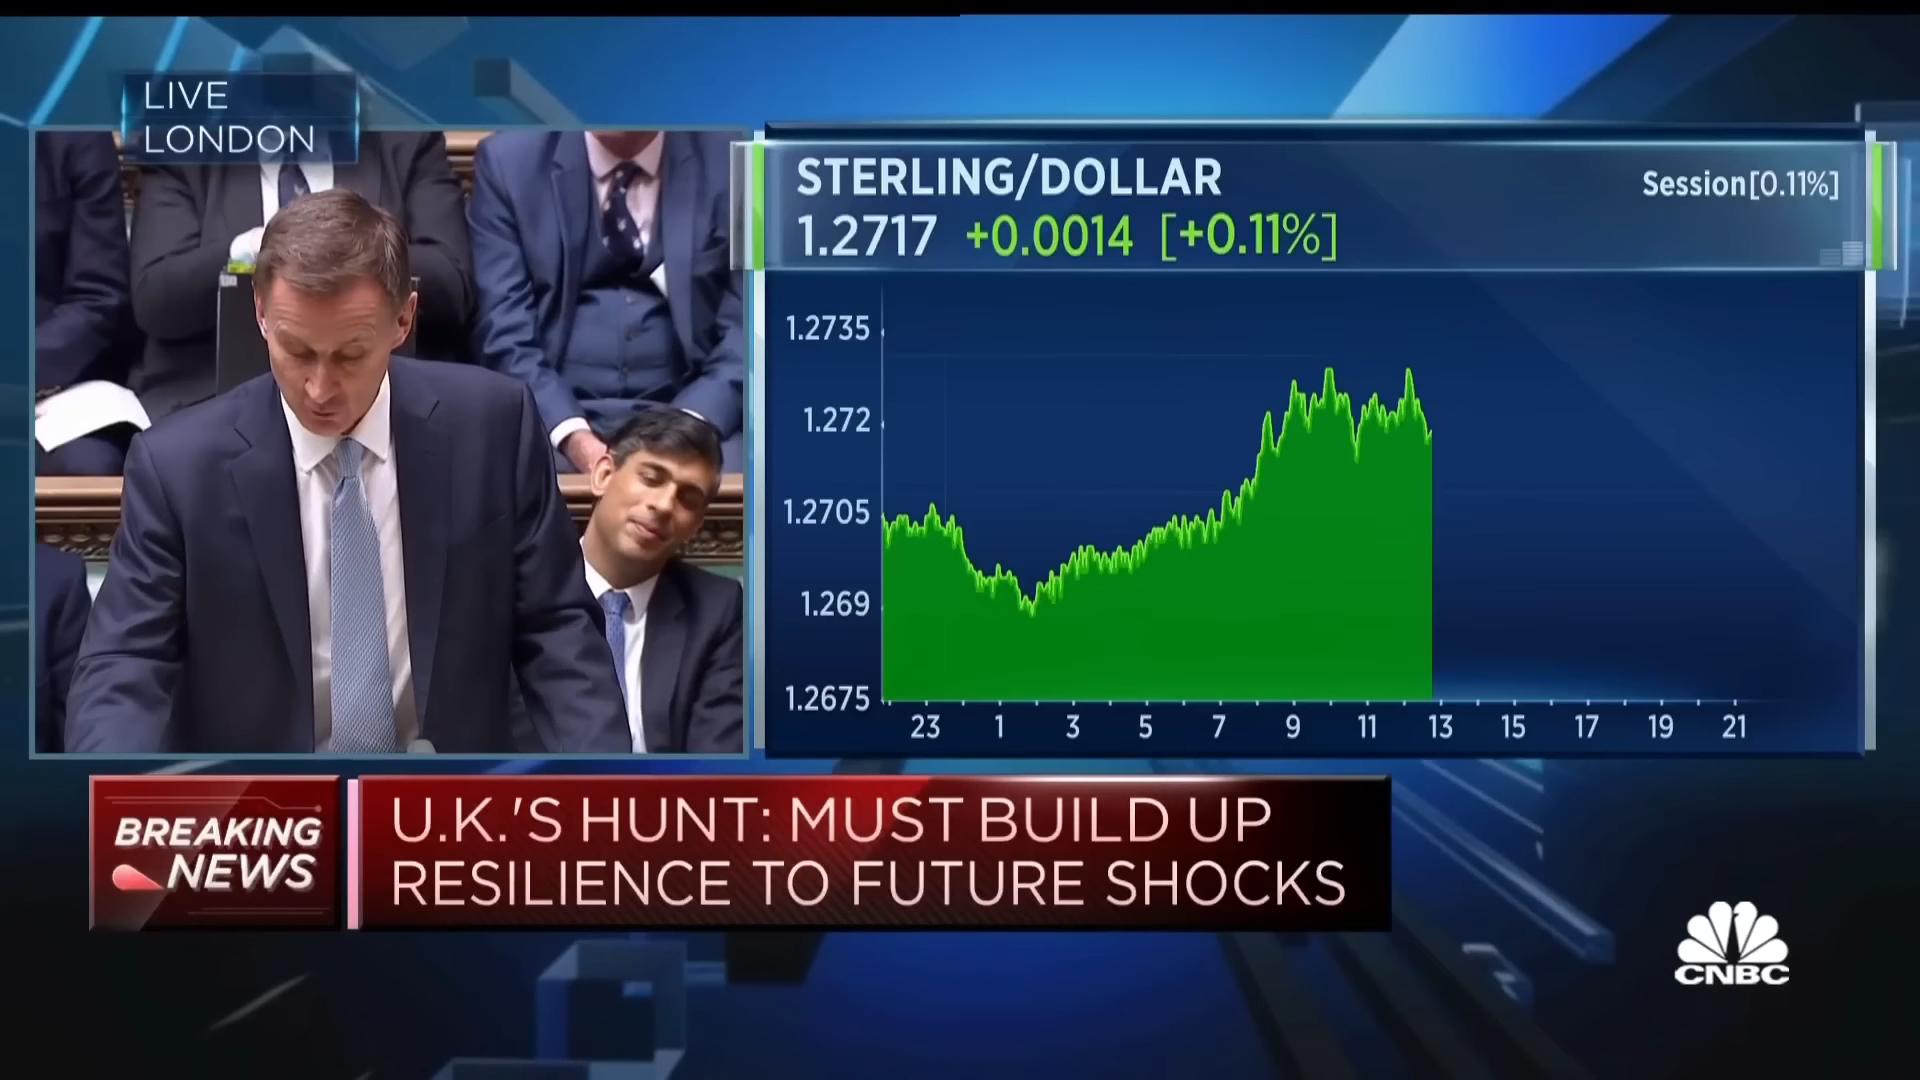 LIVE
LONDON
STERLING/DOLLAR
Session[0.11%]
1.2717 +0.0014 [+0.11%]
1.2735
1.272
1.2705
1.269
1.2675
23 1 3 5 7 9 11 13 15 17 19 21
BREAKING
NEWS
U.K.'S HUNT: MUST BUILD UP
RESILIENCE TO FUTURE SHOCKS
CNBC